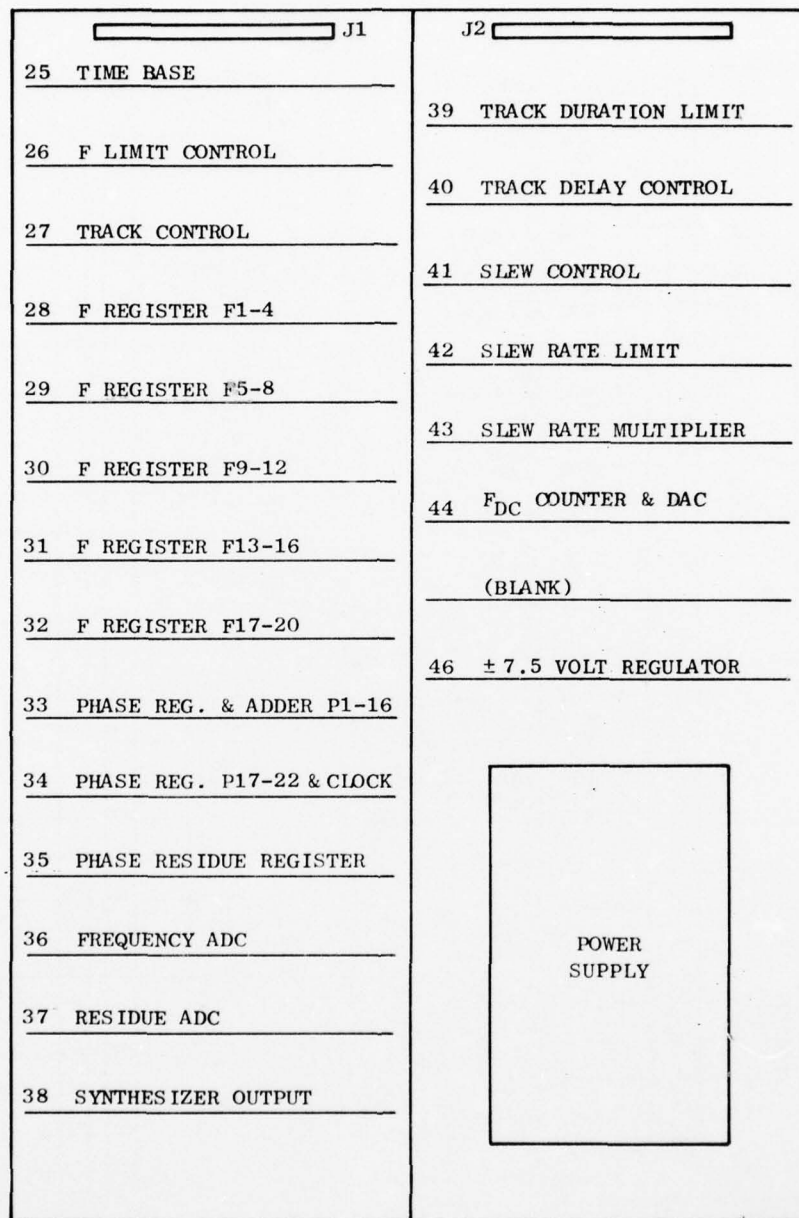 J1
25 TIME BASE
26 F LIMIT CONTROL
27 TRACK CONTROL
28 F REGISTER F1-4
29 F REGISTER F5-8
30 F REGISTER F9-12
31 F REGISTER F13-16
32 F REGISTER F17-20
33 PHASE REG. & ADDER P1-16
34 PHASE REG. P17-22 & CLOCK
35 PHASE RESIDUE REGISTER
36 FREQUENCY ADC
37 RESIDUE ADC
38 SYNTHESIZER OUTPUT
J2
39 TRACK DURATION LIMIT
40 TRACK DELAY CONTROL
41 SLEW CONTROL
42 SLEW RATE LIMIT
43 SLEW RATE MULTIPLIER
44 FDC COUNTER & DAC
(BLANK)
46 ± 7.5 VOLT REGULATOR
POWER
SUPPLY